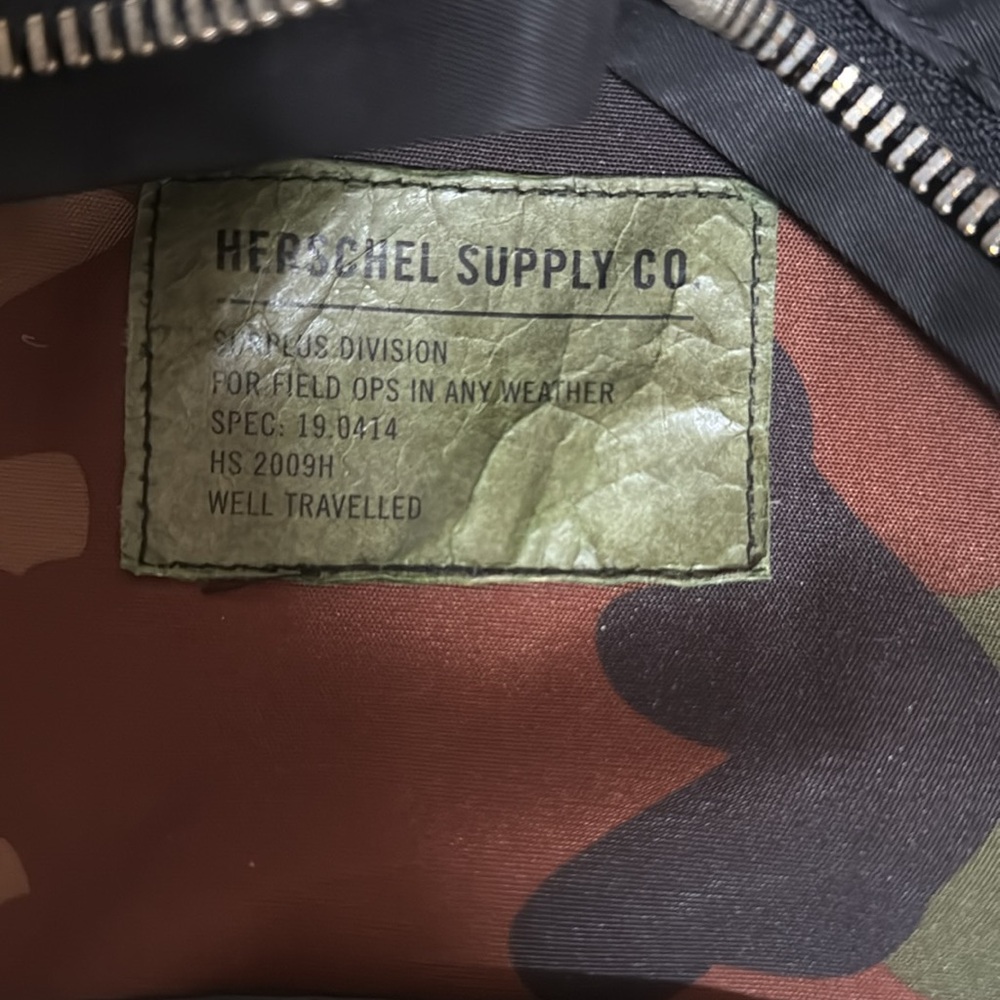 HERSCHEL SUPPLY CO.
SURPLUS DIVISION
FOR FIELD OPS IN ANY WEATHER
SPEC: 19.0414
HS 2009H
WELL TRAVELLED